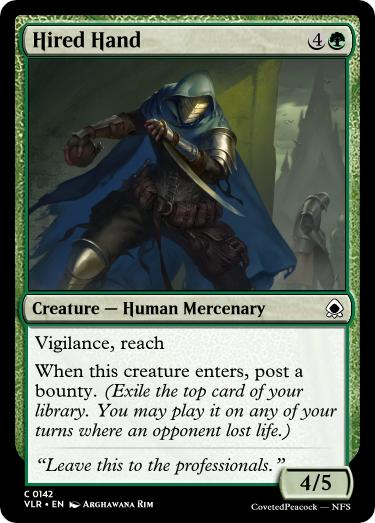 Hired Hand 4
Creature — Human Mercenary
Vigilance, reach
When this creature enters, post a
bounty. (Exile the top card of your
library. You may play it on any of your
turns where an opponent lost life.)
“Leave this to the professionals.”
4/5
C 0142
VLR • EN Arghawana Rim
CovetedPeacock — NFS